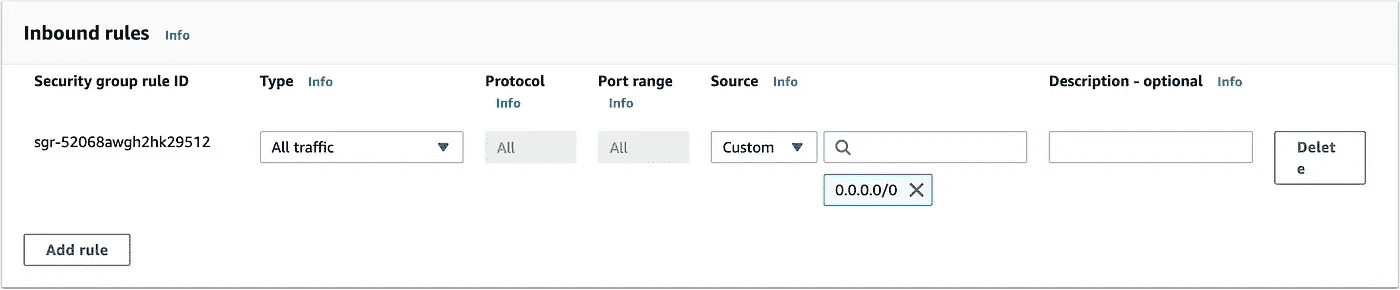 Inbound rules Info
Security group rule ID Type Info Protocol Port range Source Info Description - optional Info
Info Info
sgr-52068awgh2hk29512 All traffic All All Custom Delet
e
0.0.0.0/0
Add rule